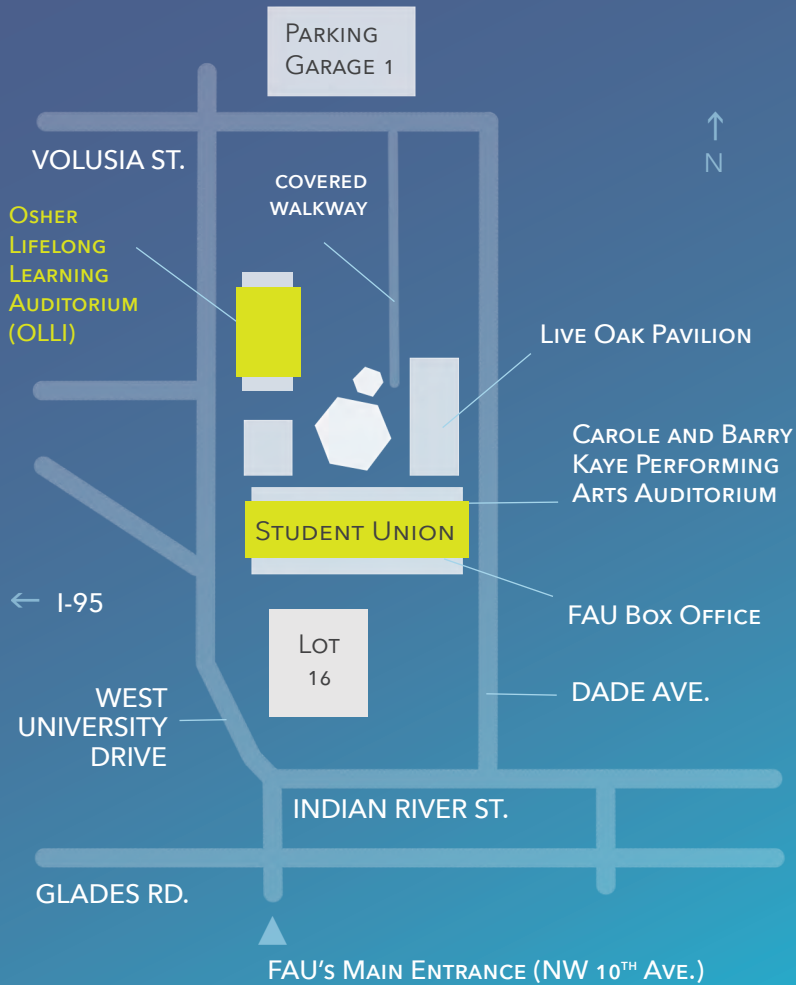 PARKING
GARAGE 1
↑
N
VOLUSIA ST.
COVERED
WALKWAY
OSHER
LIFELONG
LEARNING
AUDITORIUM
(OLLI)
LIVE OAK PAVILION
CAROLE AND BARRY
KAYE PERFORMING
ARTS AUDITORIUM
STUDENT UNION
← I-95
FAU BOX OFFICE
LOT
16
WEST
UNIVERSITY
DRIVE
DADE AVE.
INDIAN RIVER ST.
GLADES RD.
FAU's MAIN ENTRANCE (NW 10TH AVE.)